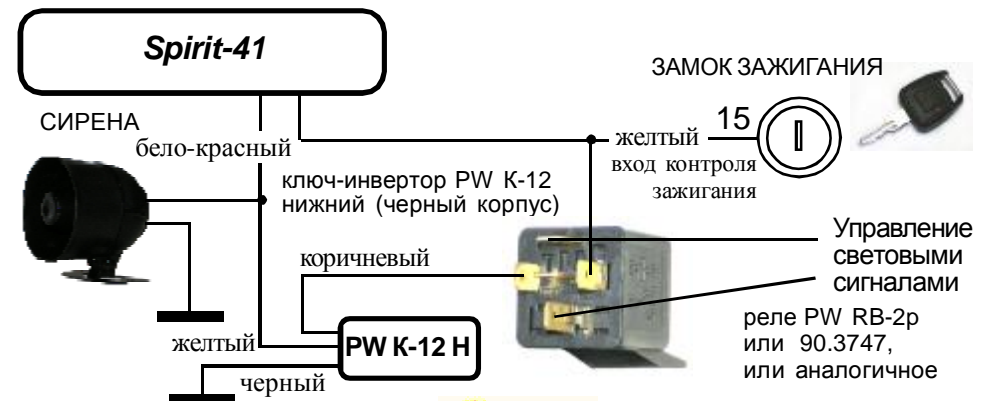 Spirit-41
ЗАМОК ЗАЖИГАНИЯ
СИРЕНА
15
бело-красный
желтый
вход контроля
зажигания
ключ-инвертор PW К-12
нижний (черный корпус)
Управление
световыми
сигналами
коричневый
реле PW RB-2р
или 90.3747,
или аналогичное
желтый
PW К-12 Н
черный